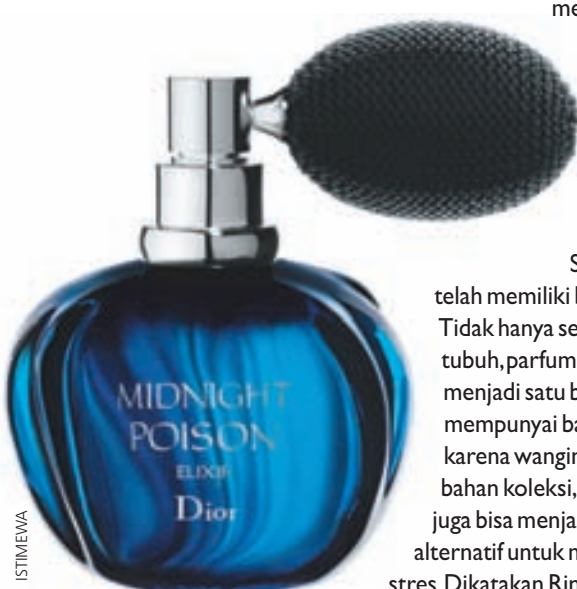 me
S
telah memiliki
Tidak hanya se
tubuh, parfum
menjadi satu b
mempunyai ba
karena wangin
bahan koleksi,
juga bisa menja
alternatif untuk m
stres. Dikatakan Rin
MIDNIGHT
POISON
ELIXIR
Dior
ISTIMEWA